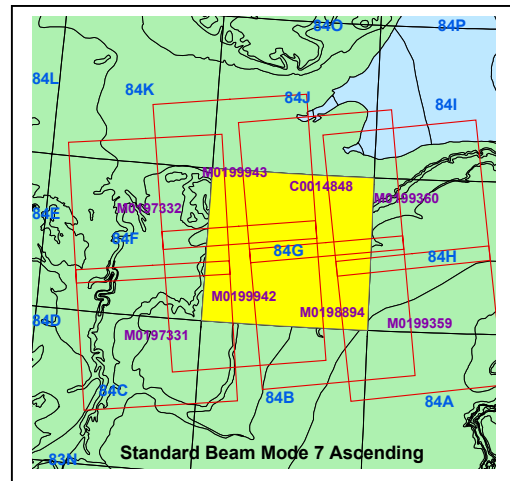 84O
84P
84L
84K
84J
84I
M0199943
C0014848
M0199360
M0197332
84E
84F
84G
84H
M0199942
M0198894
M0199359
84D
M0197331
84C
84B
84A
Standard Beam Mode 7 Ascending
83N